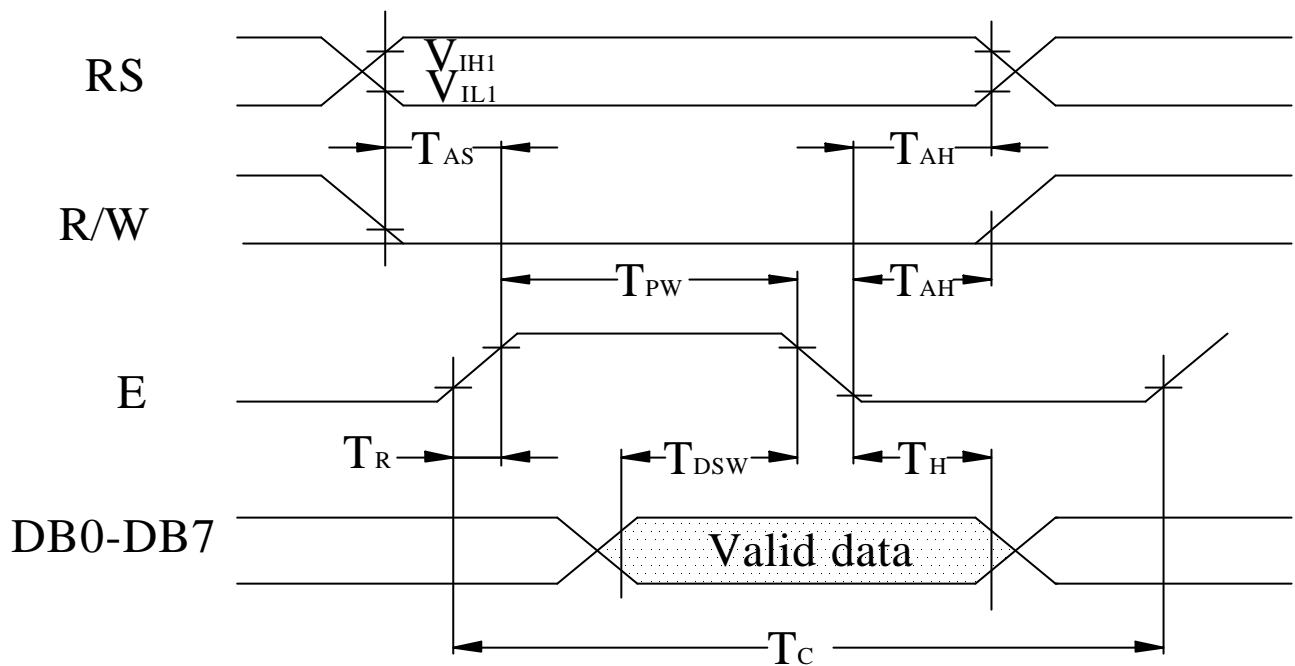 RS
VIH1
VIL1
TAS
TAH
R/W
TPW
TAH
E
TR
TDSW
TH
DB0-DB7
Valid data
TC